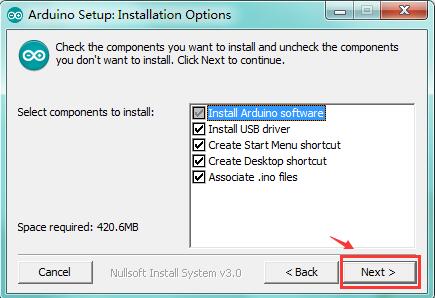 Arduino Setup: Installation Options
Check the components you want to install and uncheck the components
you don't want to install. Click Next to continue.
Select components to install:
Install Arduino software
Install USB driver
Create Start Menu shortcut
Create Desktop shortcut
Associate .ino files
Space required: 420.6MB
Cancel
Nullsoft Install System v3.0
< Back
Next >